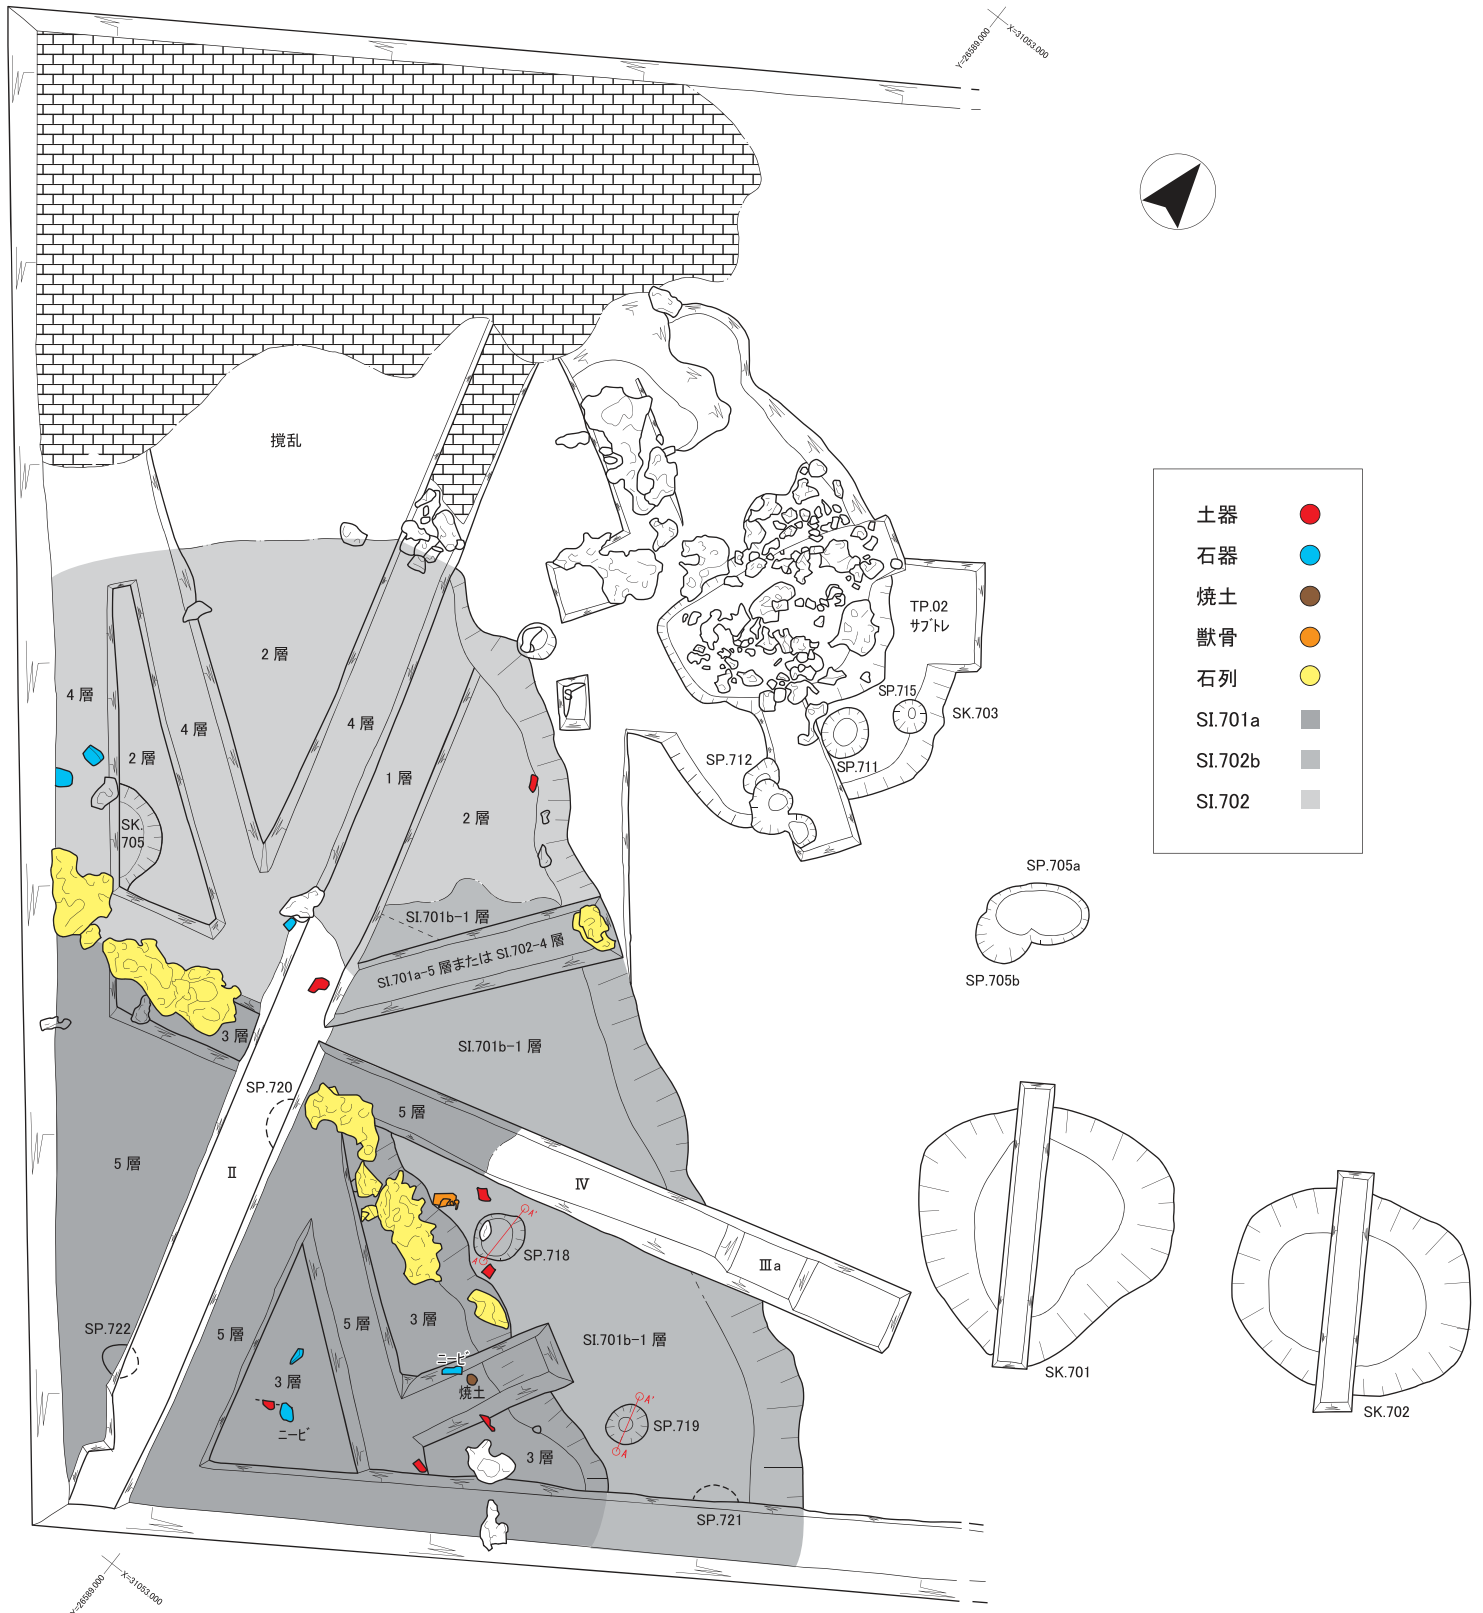 Y=26589.000
X=31053.000
撹乱
土器
石器
焼土
獣骨
石列
SI.701a
SI.702b
SI.702
TP.02
サブトレ
2 層
4 層
4 層
4 層
2 層
1 層
2 層
SK.
705
SP.715
SK.703
SP.712
SP.711
SP.705a
SP.705b
SI.701b-1 層
SI.701a-5 層または SI.702-4 層
3 層
SI.701b-1 層
SP.720
5 層
5 層
Ⅱ
Ⅳ
A'
A
SP.718
Ⅲa
3 層
5 層
5 層
SP.722
SI.701b-1 層
ニービ
焼土
3 層
ニービ
A'
A
SP.719
3 層
SP.721
SK.701
SK.702
Y=26589.000
X=31053.000